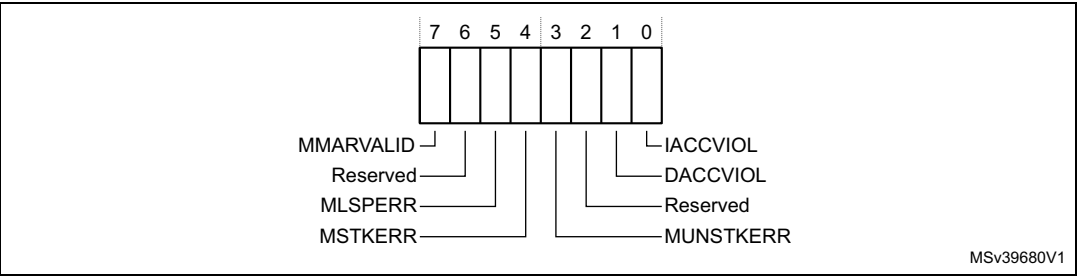 7 6 5 4 3 2 1 0
MMARVALID IACCVIOL
Reserved DACCVIOL
MLSPERR Reserved
MSTKERR MUNSTKERR
MSv39680V1